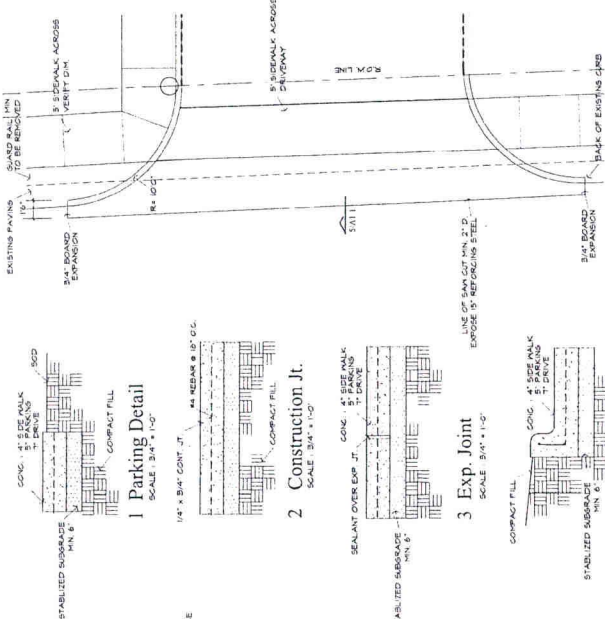 CONC.: 4" SIDE WALK
5" PARKING
7" DRIVE
SOD
STABLIZED SUBGRADE
MIN. 6"
COMPACT FILL
1 Parking Detail
SCALE : 3/4" = 1'-0"
1/4" X 3/4" CONT. JT.
#4 REBAR @ 18" O.C.
COMPACT FILL
2 Construction Jt.
SCALE : 3/4" = 1'-0"
SEALANT OVER EXP. JT.
CONC. : 4" SIDE WALK
5" PARKING
7" DRIVE
ABLIZED SUBGRADE
MIN. 6"
3 Exp. Joint
SCALE : 3/4" = 1'-0"
COMPACT FILL
CONC. : 4" SIDE WALK
5" PARKING
7" DRIVE
STABLIZED SUBGRADE
MIN. 6"
E
EXISTING PAVING
GUARD RAIL MIN
TO BE REMOVED
5' SIDEWALK ACROSS
VERIFY DIM.
3/4" BOARD
EXPANSION
5' SIDEWALK ACROSS
DRIVEWAY
R.O.W. LINE
LINE OF SAW CUT MIN. 2" D.
EXPOSE 15" REFORCING STEEL
3/4" BOARD
EXPANSION
BACK OF EXISTING CURB